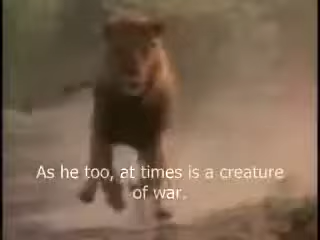 As he too, at times is a creature
of war.